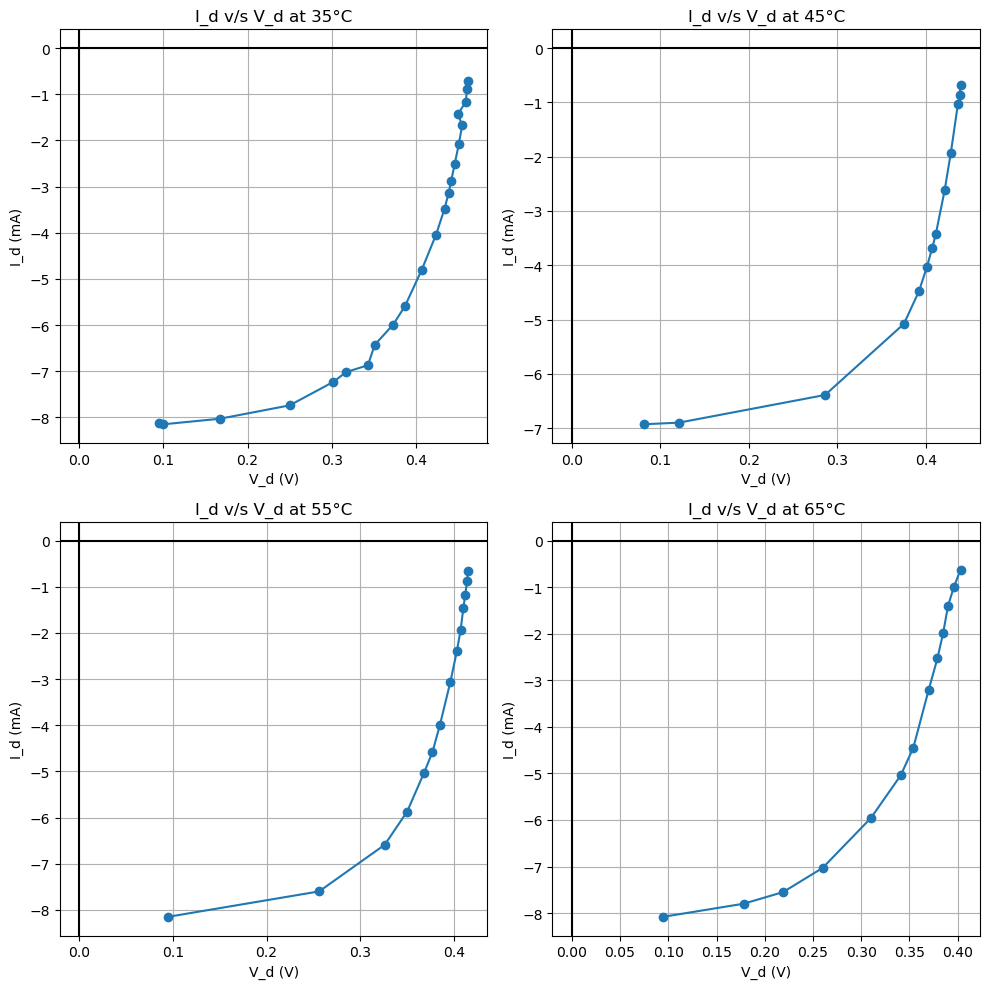 I_d v/s V_d at 35°C
0
−1
−2
−3
−4
−5
−6
−7
−8
I_d (mA)
0.0 0.1 0.2 0.3 0.4
V_d (V)
I_d v/s V_d at 45°C
0
−1
−2
−3
−4
−5
−6
−7
I_d (mA)
0.0 0.1 0.2 0.3 0.4
V_d (V)
I_d v/s V_d at 55°C
0
−1
−2
−3
−4
−5
−6
−7
−8
I_d (mA)
0.0 0.1 0.2 0.3 0.4
V_d (V)
I_d v/s V_d at 65°C
0
−1
−2
−3
−4
−5
−6
−7
−8
I_d (mA)
0.00 0.05 0.10 0.15 0.20 0.25 0.30 0.35 0.40
V_d (V)